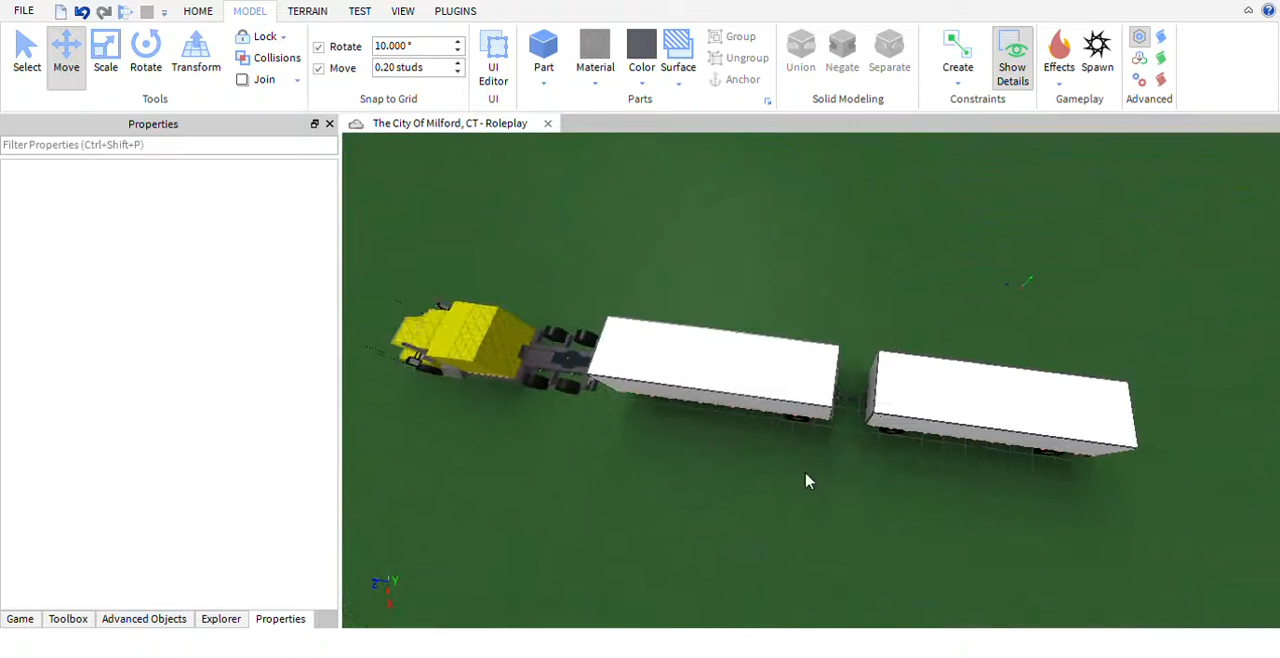 FILE HOME MODEL TERRAIN TEST VIEW PLUGINS
Select Move Scale Rotate Transform
Lock
Collisions
Join
Tools
Rotate 10.000 °
Move 0.20 studs
Snap to Grid
UI
Editor
UI
Part Material Color Surface
Group
Ungroup
Anchor
Parts
Union Negate Separate
Solid Modeling
Create
Show
Details
Constraints
Effects Spawn
Gameplay
Advanced
Properties
The City Of Milford, CT - Roleplay
Filter Properties (Ctrl+Shift+P)
Z Y
X
Game Toolbox Advanced Objects Explorer Properties